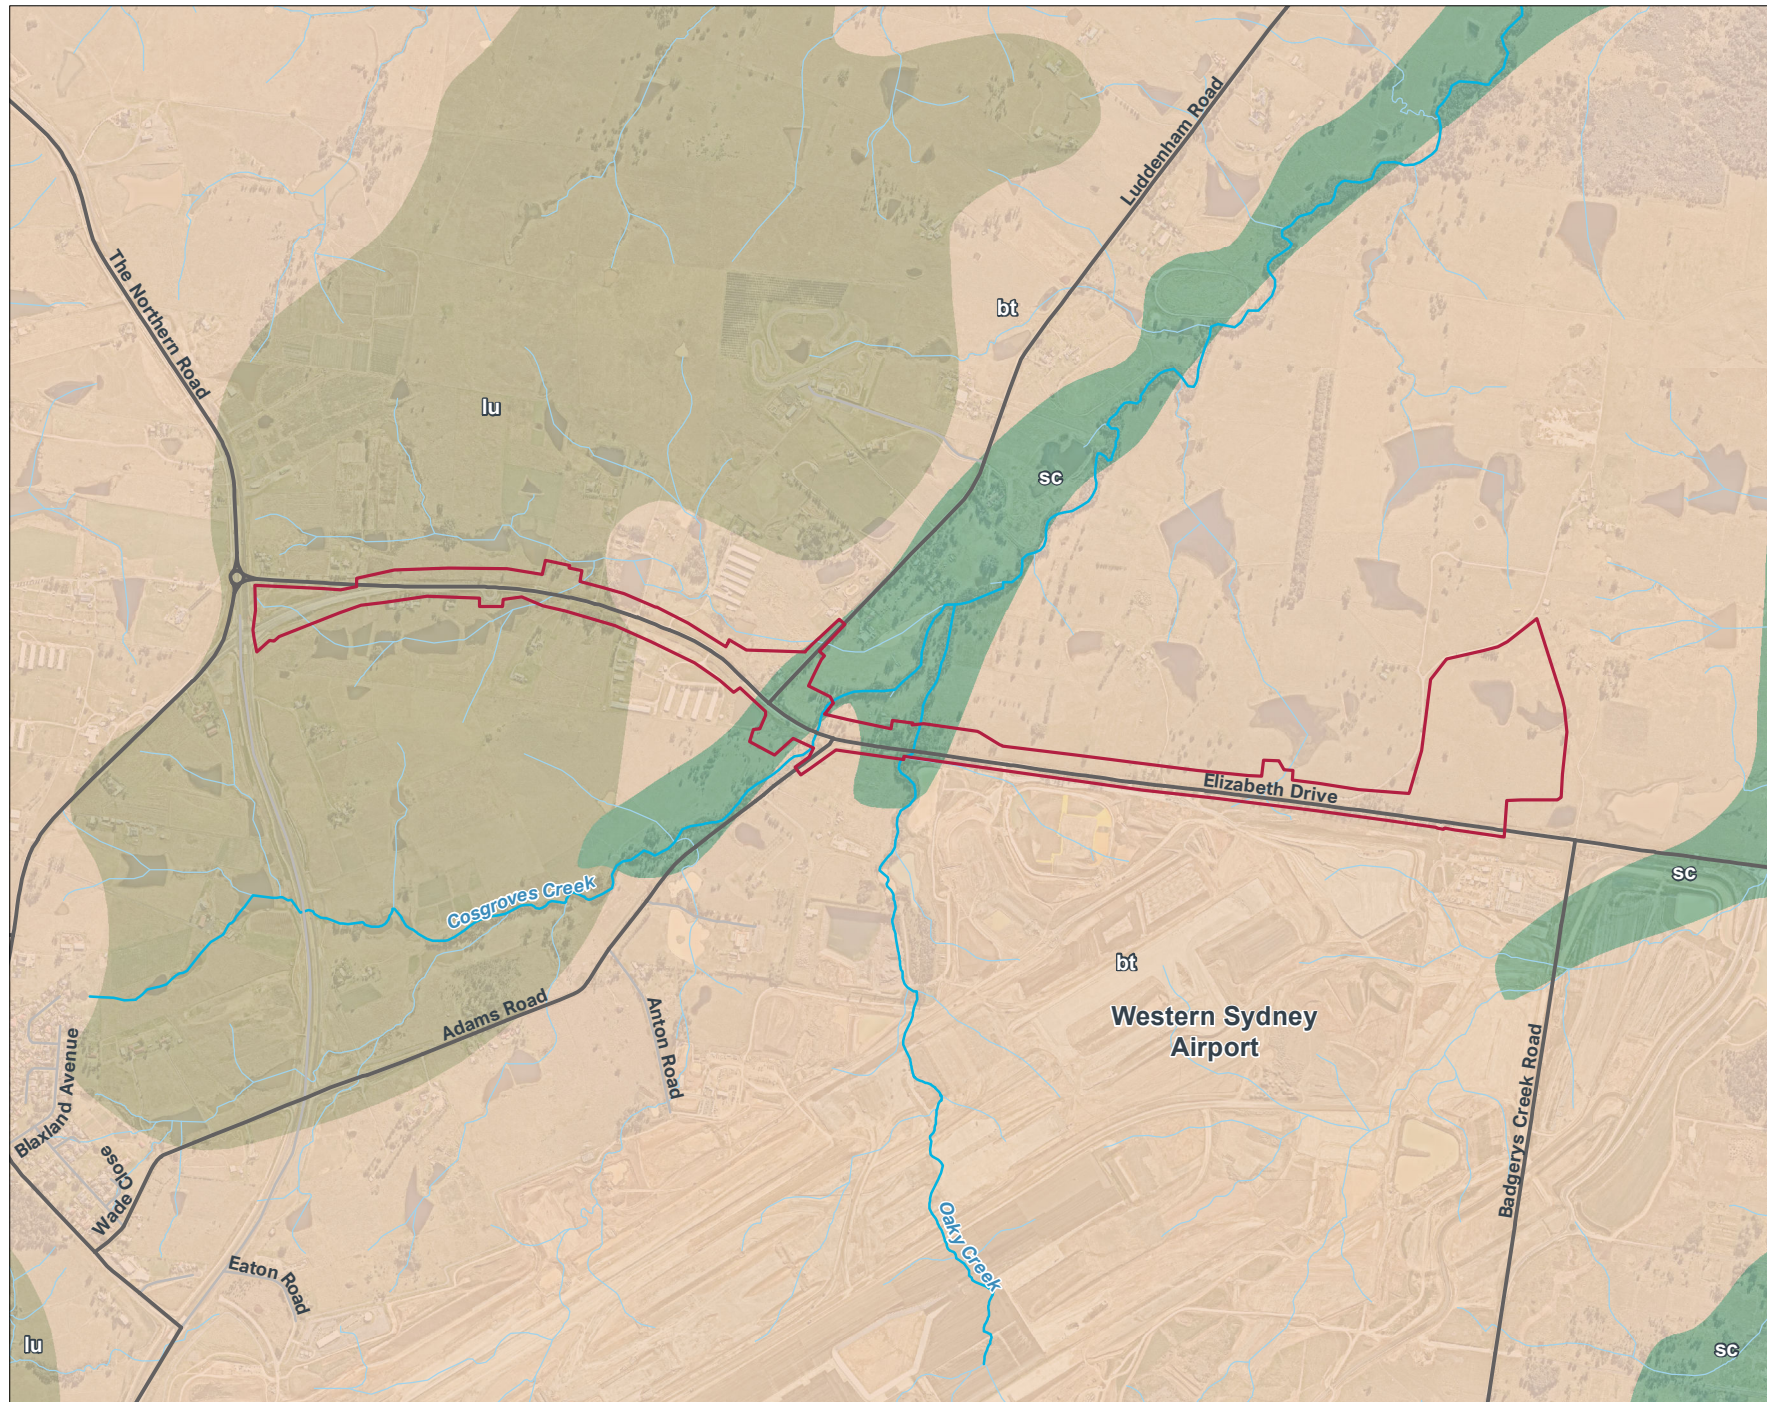 Luddenham Road
The Northern Road
bt
lu
sc
Elizabeth Drive
sc
Cosgroves Creek
bt
Adams Road
Anton Road
Western Sydney
Airport
Blaxland Avenue
Badgerys Creek Road
Wade Close
Oaky Creek
Eaton Road
lu
sc